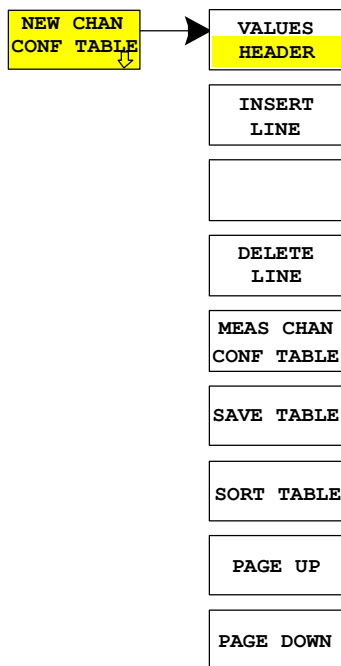 NEW CHAN
CONF TABLE
VALUES
HEADER
INSERT
LINE
DELETE
LINE
MEAS CHAN
CONF TABLE
SAVE TABLE
SORT TABLE
PAGE UP
PAGE DOWN